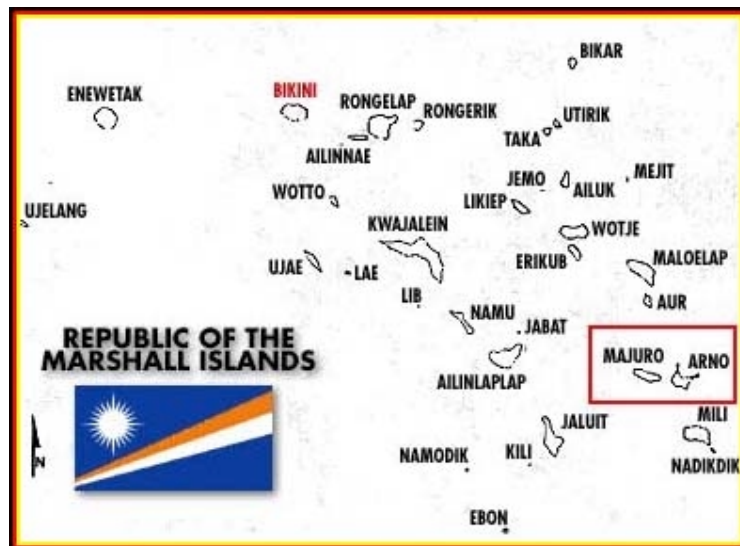 BIKAR
ENEWETAK
BIKINI
RONGELAP
RONGERIK
UTIRIK
TAKA
AILINNAE
JEMO
MEJIT
AILUK
WOTTO
LIKIEP
UJELANG
KWAJALEIN
WOTJE
ERIKUB
MALOELAP
UJAE
LAE
LIB
AUR
NAMU
JABAT
REPUBLIC OF THE
MARSHALL ISLANDS
MAJURO
ARNO
AILINLAPLAP
JALUIT
MILI
N
NAMODIK
KILI
NADIKDIK
EBON